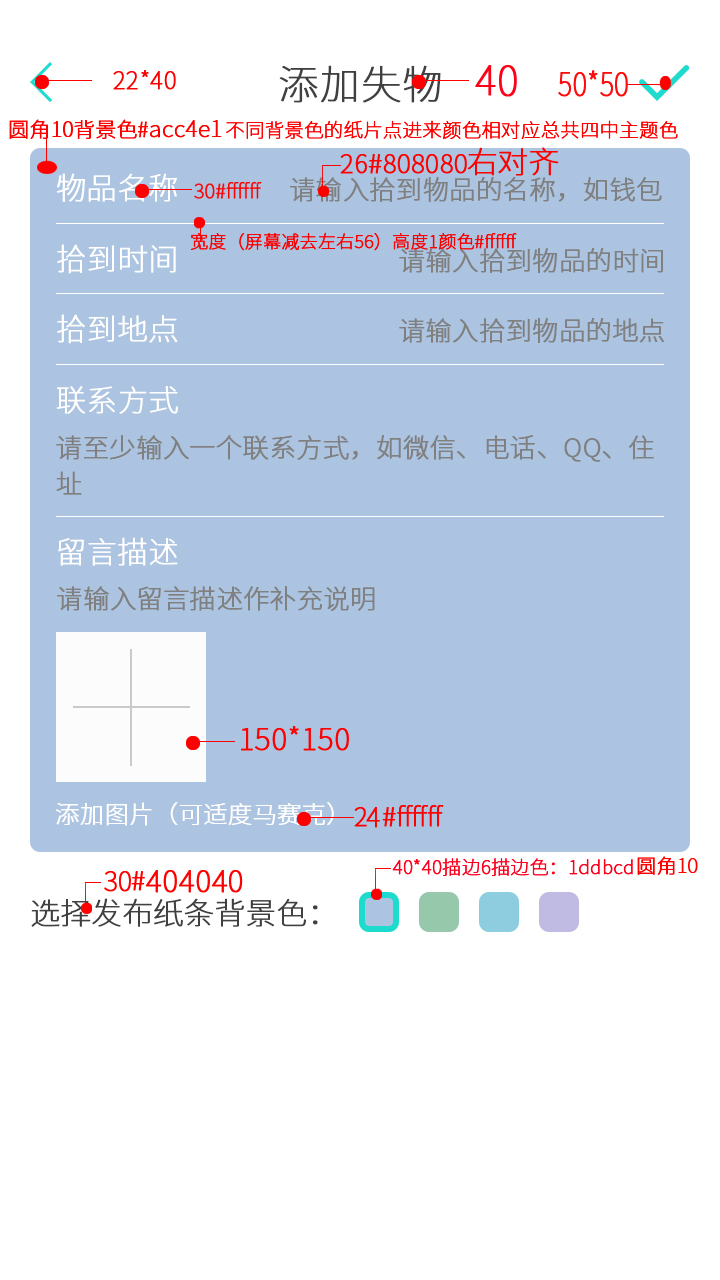 22*40
添加失物
40
50*50
圆角10背景色#acc4e1不同背景色的纸片点进来颜色相对应总共四中主题色
26#808080右对齐
物品名称
30#ffffff
请输入拾到物品的名称，如钱包
宽度（屏幕减去左右56）高度1颜色#ffffff
拾到时间
请输入拾到物品的时间
拾到地点
请输入拾到物品的地点
联系方式
请至少输入一个联系方式，如微信、电话、QQ、住
址
留言描述
请输入留言描述作补充说明
150*150
添加图片（可适度马赛克）
24#ffffff
40*40描边6描边色：1ddbcd圆角10
30#404040
选择发布纸条背景色：